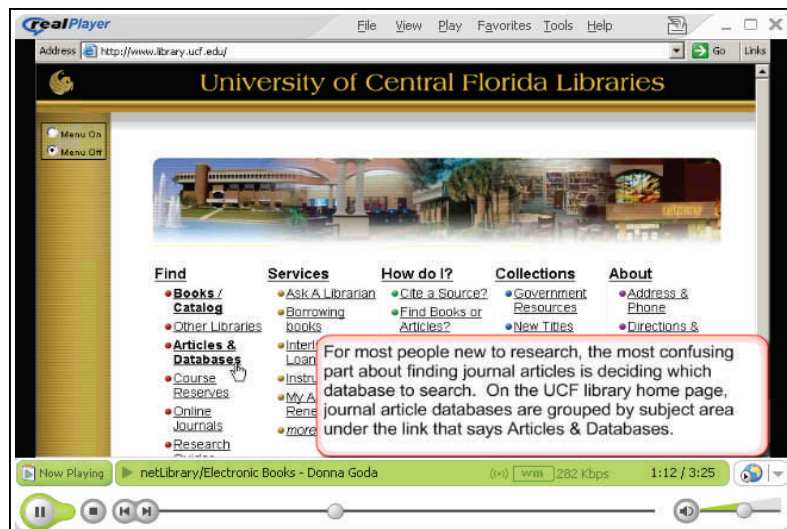 realPlayer File View Play Favorites Tools Help
Address http://www.library.ucf.edu/ Go Links
University of Central Florida Libraries
Menu On
Menu Off
Find
Books /
Catalog
Other Libraries
Articles &
Databases
Course
Reserves
Online
Journals
Research
Services
Ask A Librarian
Borrowing
books
Loan
more
How do I?
Cite a Source?
Find Books or
Articles?
Collections
Government
Resources
New Titles
About
Address &
Phone
Directions &
For most people new to research, the most confusing
part about finding journal articles is deciding which
database to search. On the UCF library home page,
journal article databases are grouped by subject area
under the link that says Articles & Databases.
Now Playing netLibrary/Electronic Books - Donna Goda wm 282 Kbps 1:12 / 3:25